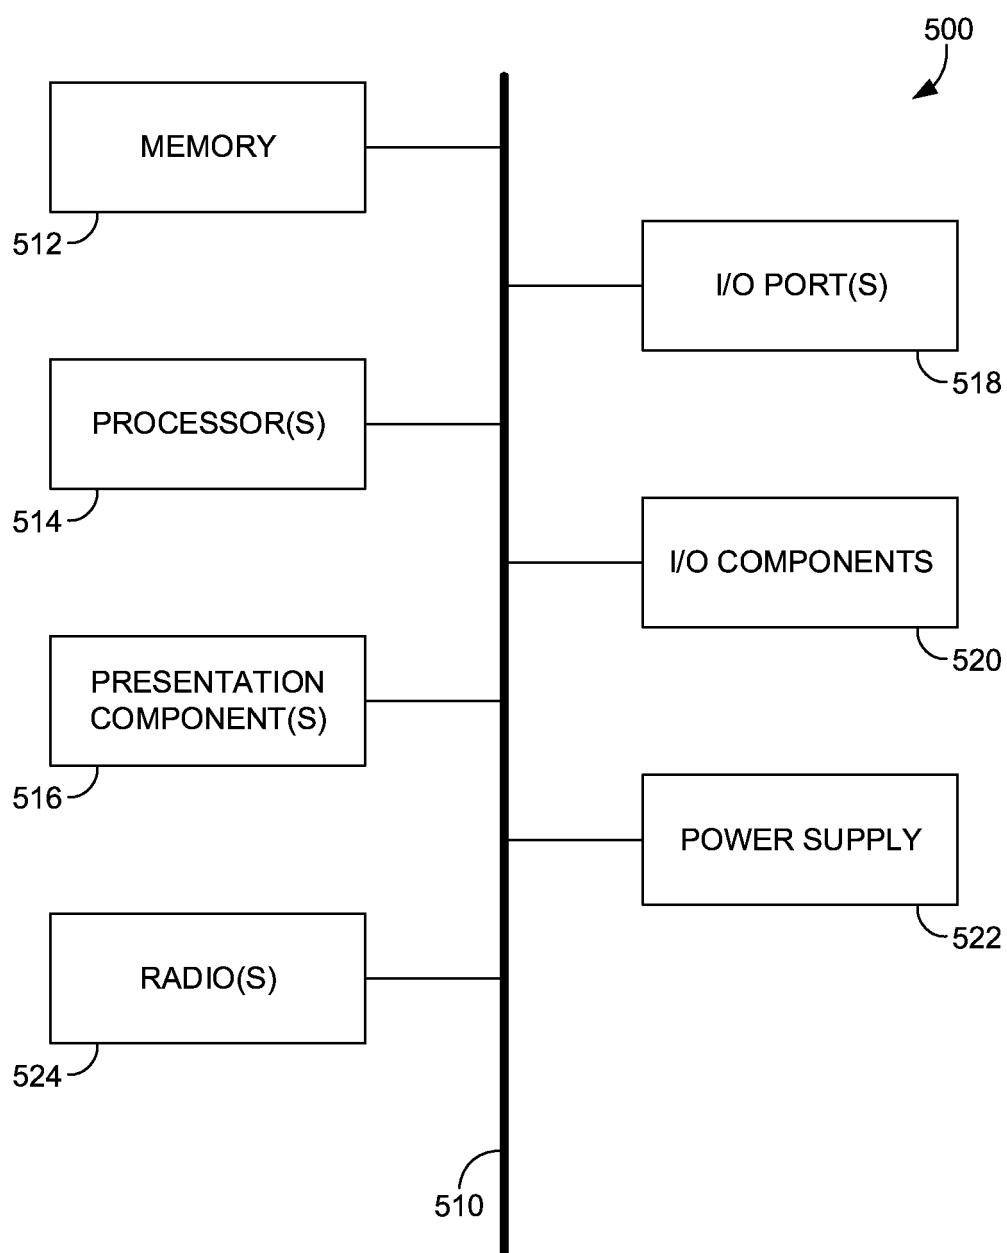 500
MEMORY
512
I/O PORT(S)
518
PROCESSOR(S)
514
I/O COMPONENTS
520
PRESENTATION
COMPONENT(S)
516
POWER SUPPLY
522
RADIO(S)
524
510